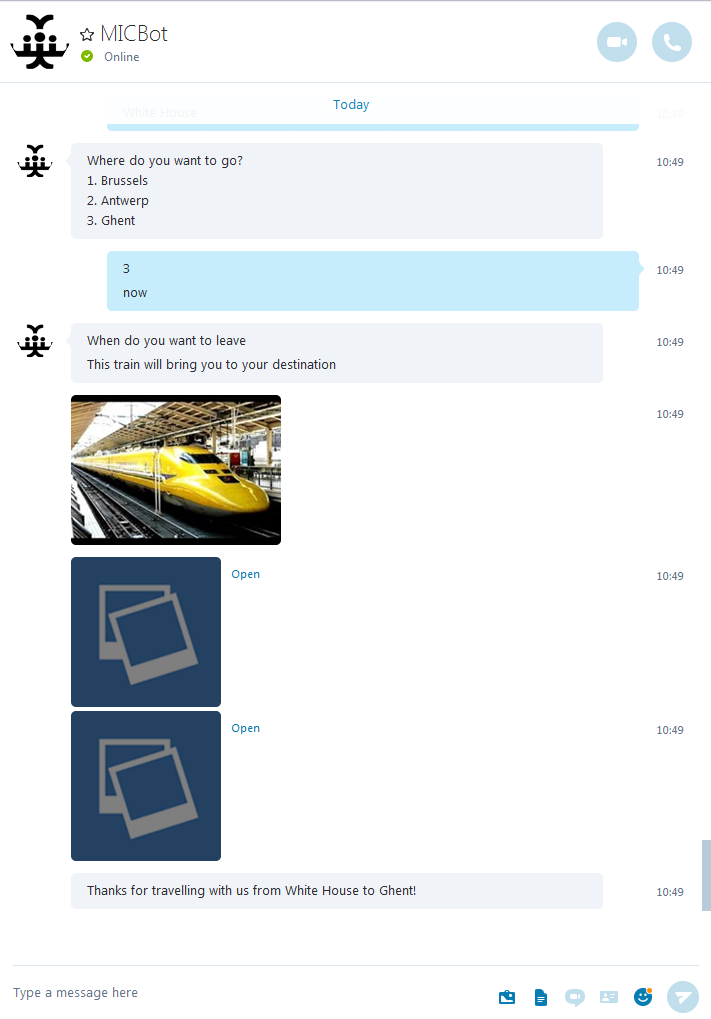 MICBot
Online
Today
White House
10:49
Where do you want to go?
10:49
1. Brussels
2. Antwerp
3. Ghent
3
10:49
now
When do you want to leave
10:49
This train will bring you to your destination
10:49
Open
10:49
Open
10:49
Thanks for travelling with us from White House to Ghent!
10:49
Type a message here